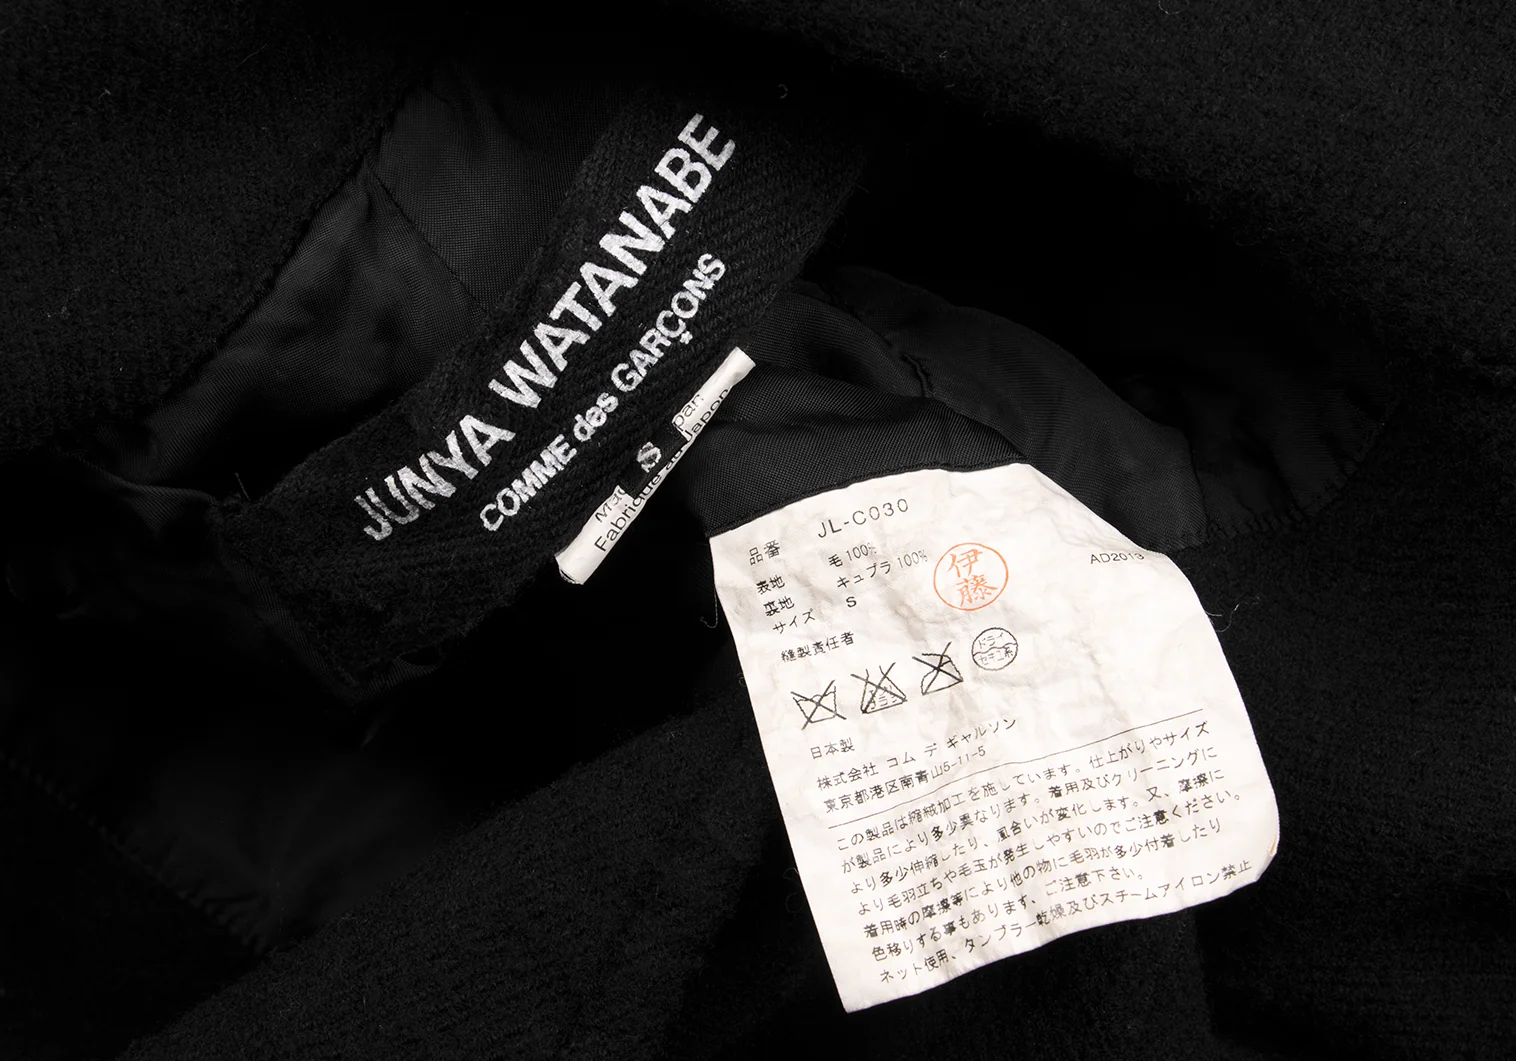 JUNYA WATANABE
COMME des GARÇONS
S
Fabriqué au Japon
品番 JL-C030
表地 毛 100%
裏地 キュプラ 100%
サイズ S
縫製責任者
伊藤
AD2013
ドライ
セキユ系
日本製
株式会社 コム デ ギャルソン
東京都港区南青山5-11-5
この製品は縮絨加工を施しています。仕上がりやサイズ
が製品により多少異なります。着用及びクリーニングに
より多少伸縮したり、風合いが変化します。又、摩擦に
より毛羽立ちや毛玉が発生しやすいのでご注意ください。
着用時の摩擦等により他の物に毛羽が多少付着したり
色移りする事もあります、ご注意下さい。
ネット使用、タンブラー乾燥及びスチームアイロン禁止